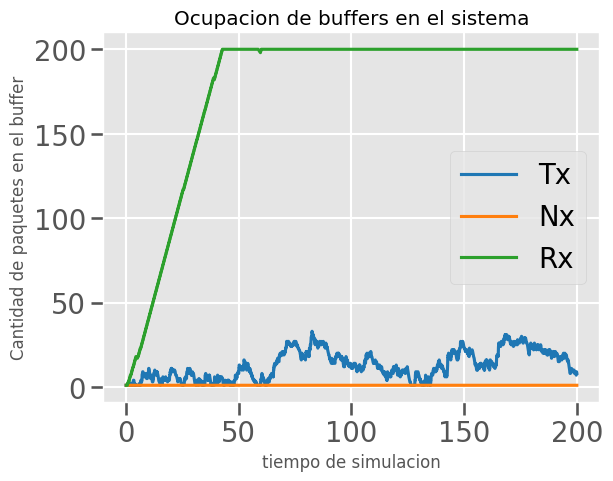 Ocupacion de buffers en el sistema
Cantidad de paquetes en el buffer
200
150
100
50
0
Tx
Nx
Rx
0 50 100 150 200
tiempo de simulacion